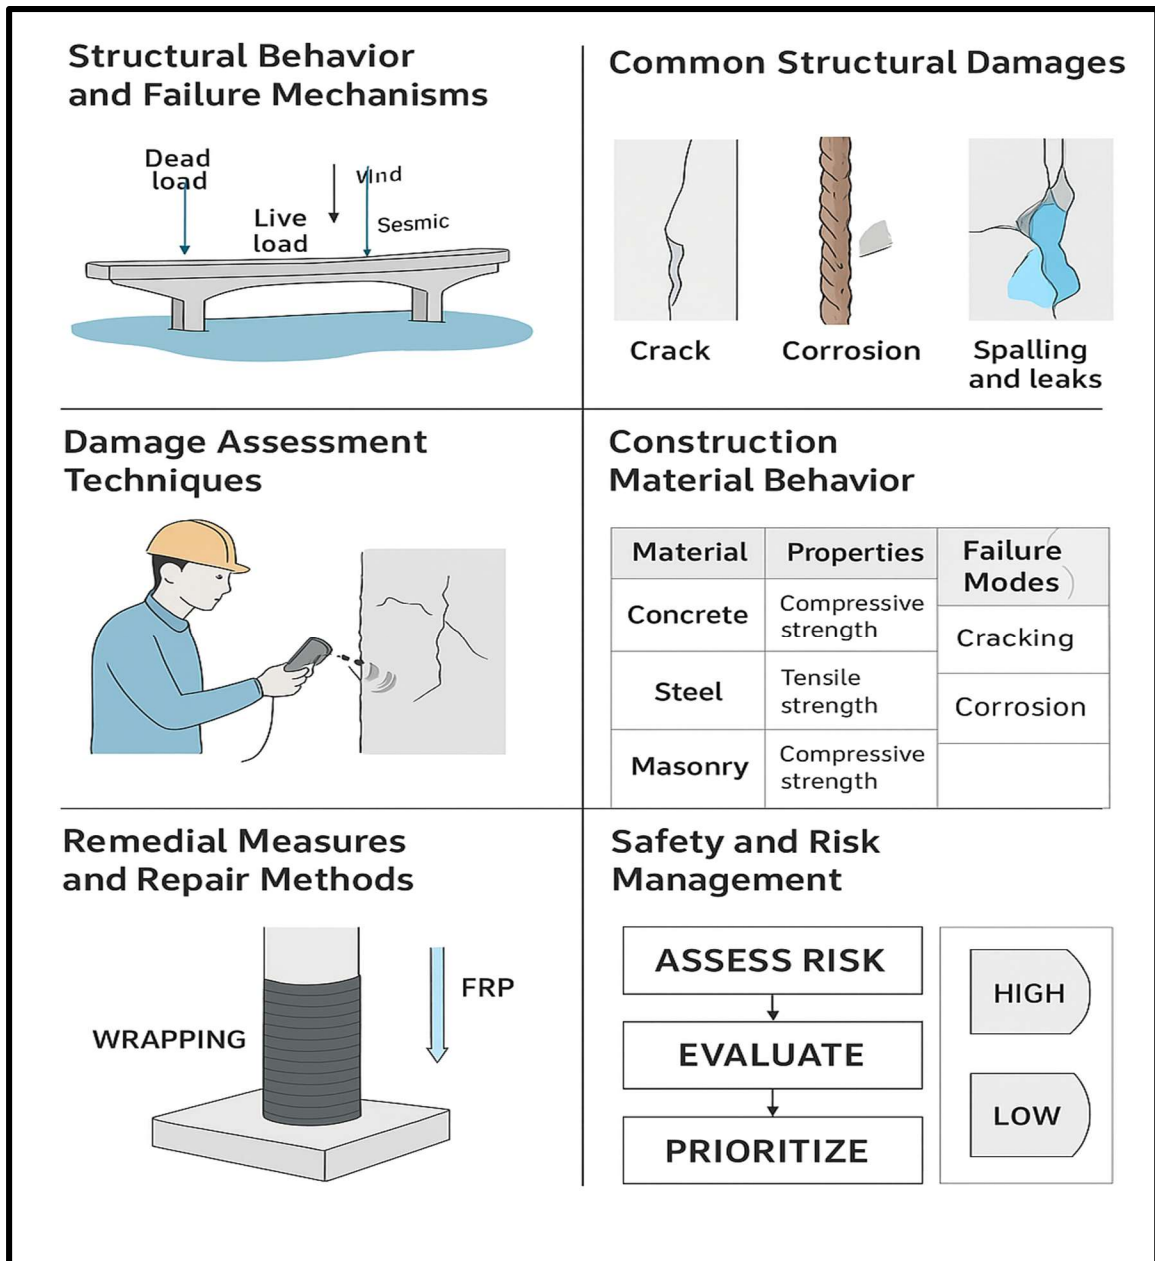 Structural Behavior
and Failure Mechanisms
Dead
load
Live
load
Wind
Sesmic
Common Structural Damages
Crack
Corrosion
Spalling
and leaks
Damage Assessment
Techniques
Construction
Material Behavior
Material
Properties
Failure
Modes
Concrete
Compressive
strength
Cracking
Steel
Tensile
strength
Corrosion
Masonry
Compressive
strength
Remedial Measures
and Repair Methods
WRAPPING
FRP
Safety and Risk
Management
ASSESS RISK
EVALUATE
PRIORITIZE
HIGH
LOW